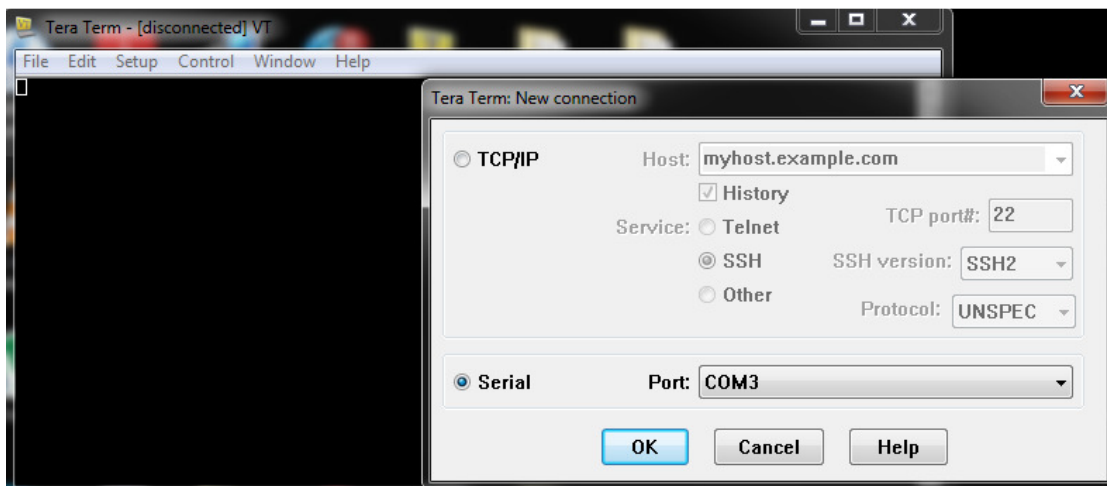 Tera Term - [disconnected] VT
File Edit Setup Control Window Help
Tera Term: New connection
TCP/IP Host: myhost.example.com
History
Service: Telnet TCP port#: 22
SSH SSH version: SSH2
Other Protocol: UNSPEC
Serial Port: COM3
OK Cancel Help